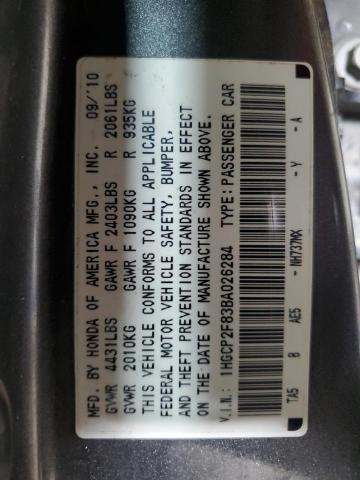 MFD. BY HONDA OF AMERICA MFG., INC. 09/'10
GVWR 4431LBS GAWR F 2403LBS R 2061LBS
GVWR 2010KG GAWR F 1090KG R 935KG
THIS VEHICLE CONFORMS TO ALL APPLICABLE
FEDERAL MOTOR VEHICLE SAFETY, BUMPER,
AND THEFT PREVENTION STANDARDS IN EFFECT
ON THE DATE OF MANUFACTURE SHOWN ABOVE.
V.I.N.: 1HGCP2F83BA026284 TYPE: PASSENGER CAR
TA5 B AE5 - NH737MX - Y - A